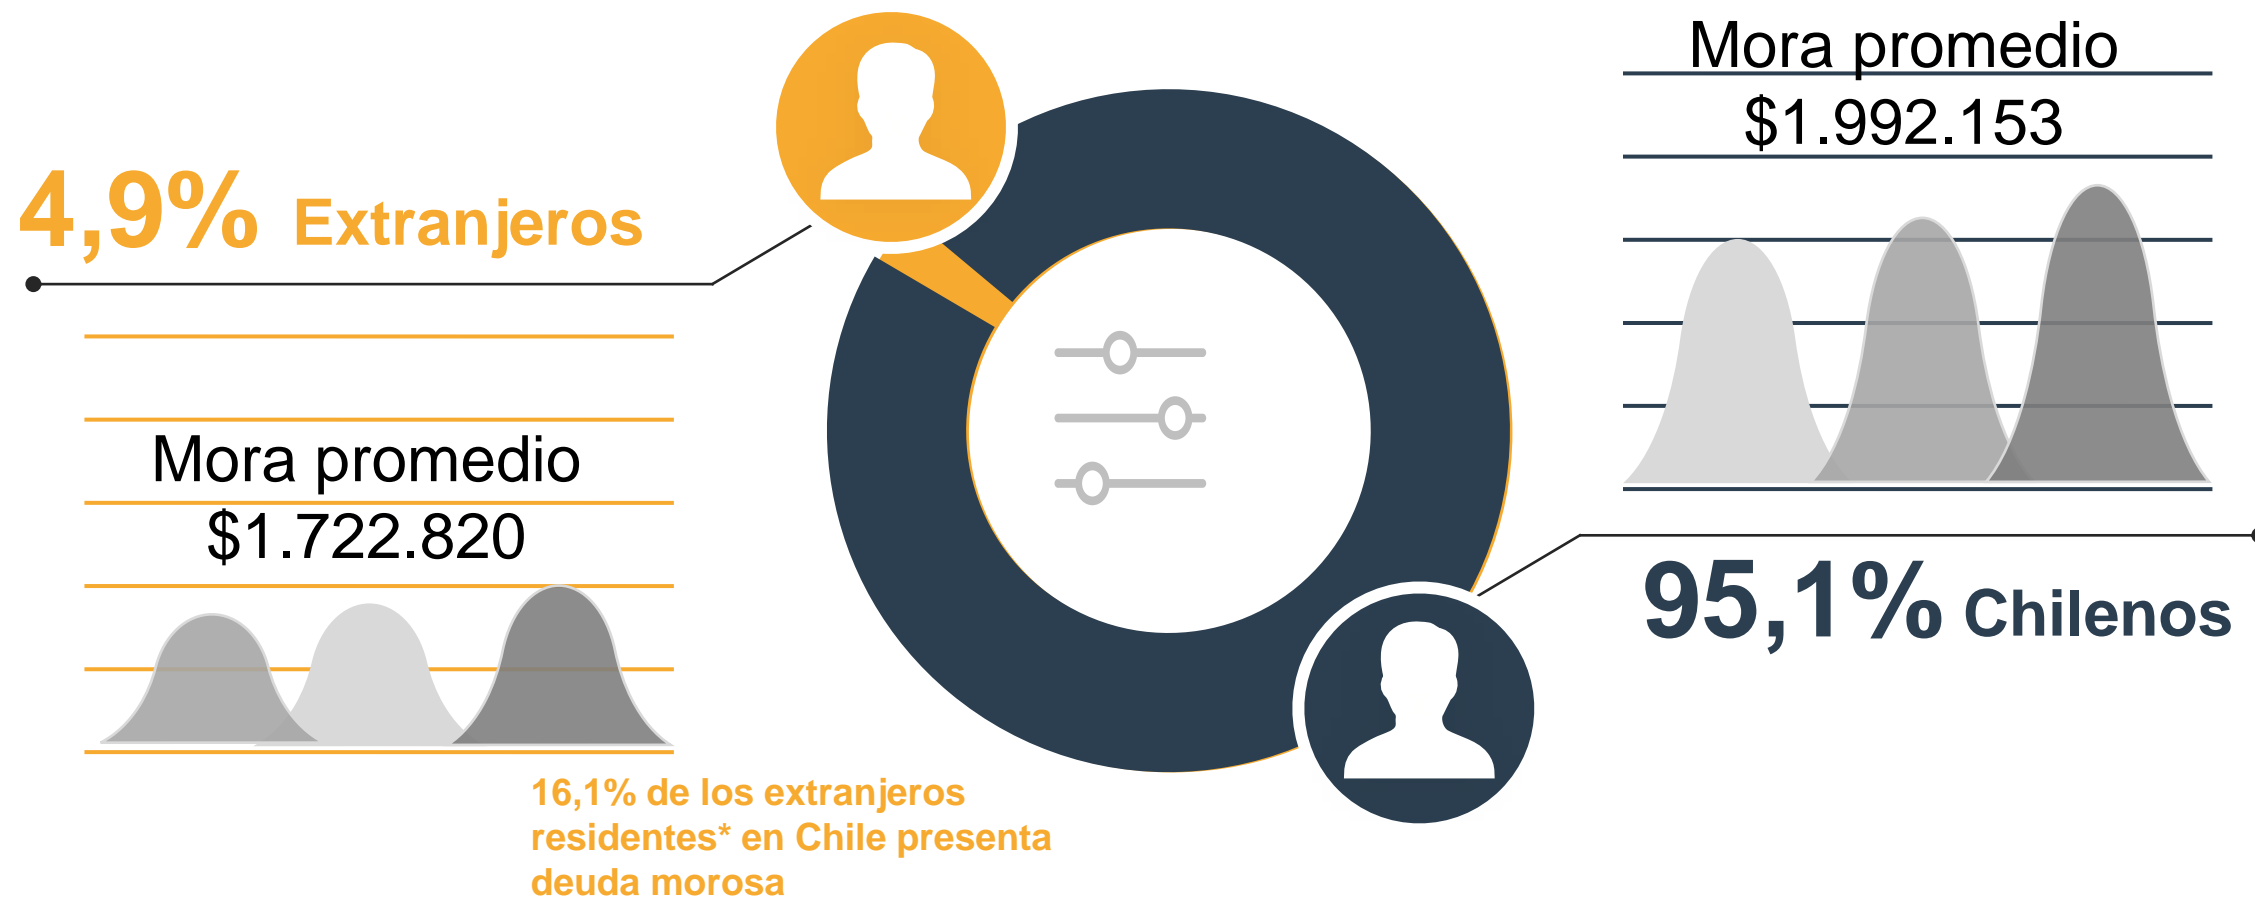 4,9% Extranjeros
Mora promedio
$1.722.820
16,1% de los extranjeros
residentes* en Chile presenta
deuda morosa
Mora promedio
$1.992.153
95,1% Chilenos